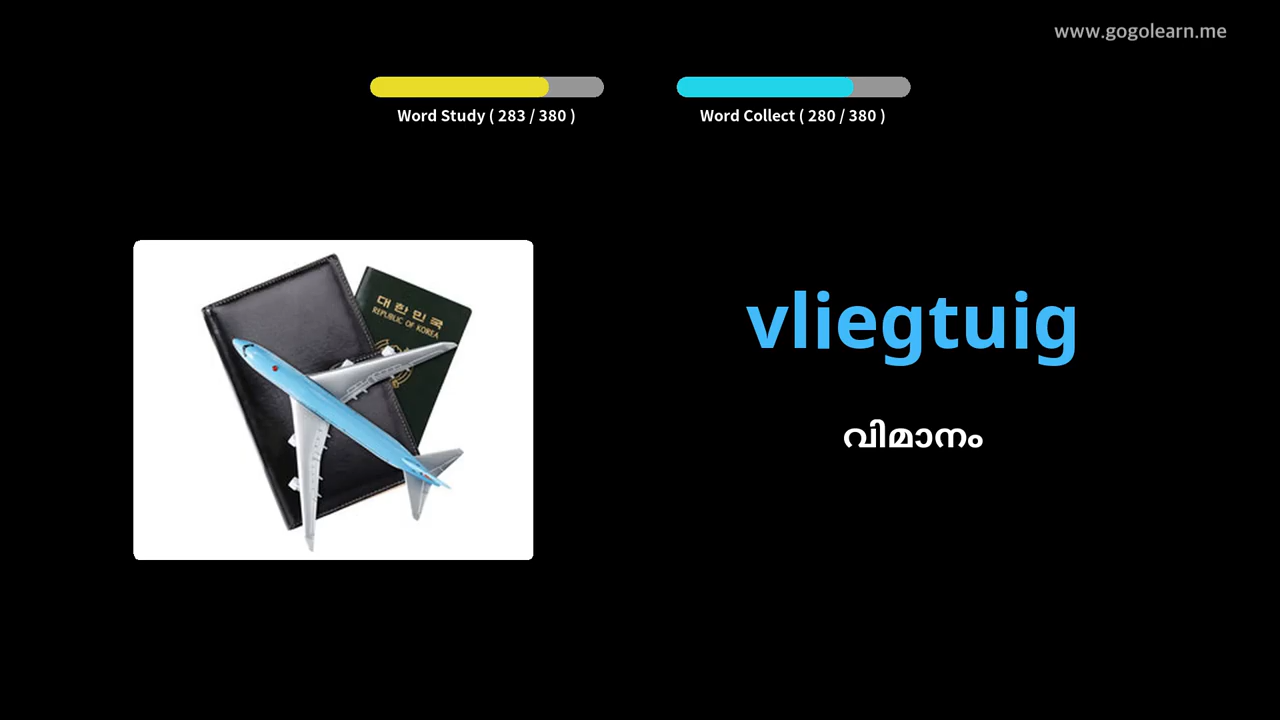 www.gogolearn.me
Word Study ( 283 / 380 )
Word Collect ( 280 / 380 )
대한민국
REPUBLIC OF KOREA
vliegtuig
വിമാനം